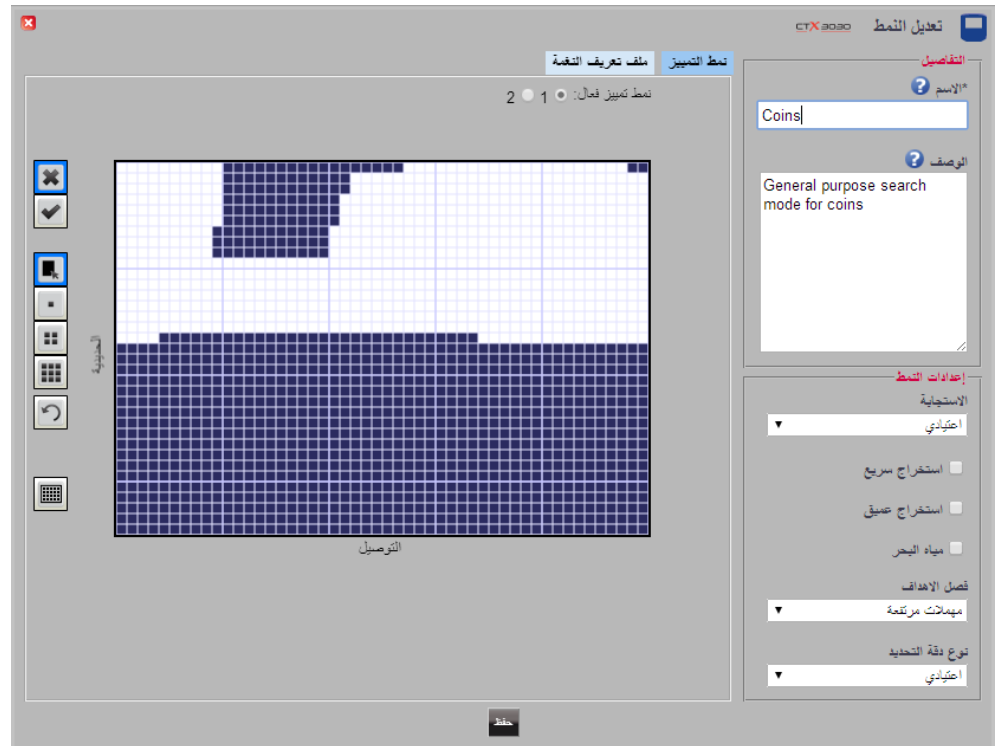 تعديل النمط
CTX 3030
التفاصيل
*الاسم ?
Coins
الوصف ?
General purpose search
mode for coins
إعدادات النمط
الاستجابة
اعتيادي
استخراج سريع
استخراج عميق
مياه البحر
فصل الاهداف
مهملات مرتفعة
نوع دقة التحديد
اعتيادي
نمط التمييز
ملف تعريف النغمة
نمط تمييز فعال: 1 2
الحديدية
التوصيل
حفظ